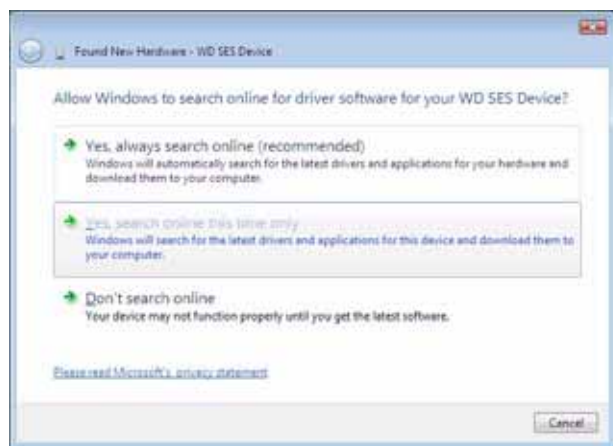 Found New Hardware - WD SES Device
Allow Windows to search online for driver software for your WD SES Device?
Yes, always search online (recommended)
Windows will automatically search for the latest drivers and applications for your hardware and
download them to your computer.
Yes, search online this time only
Windows will search for the latest drivers and applications for this device and download them to
your computer.
Don't search online
Your device may not function properly until you get the latest software.
Please read Microsoft's privacy statement
Cancel